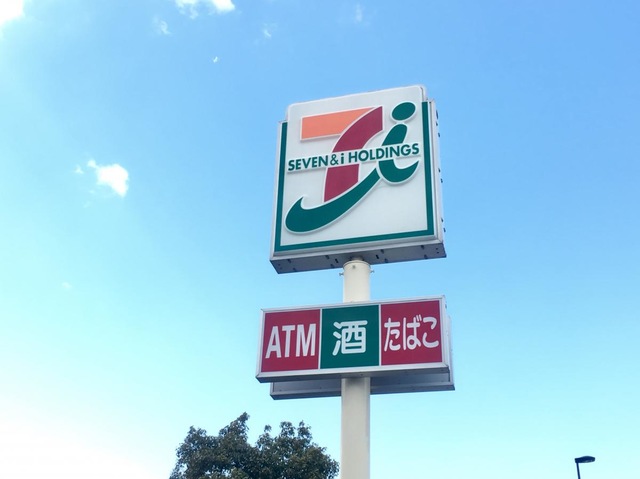 SEVEN&i HOLDINGS
ATM 酒 たばこ